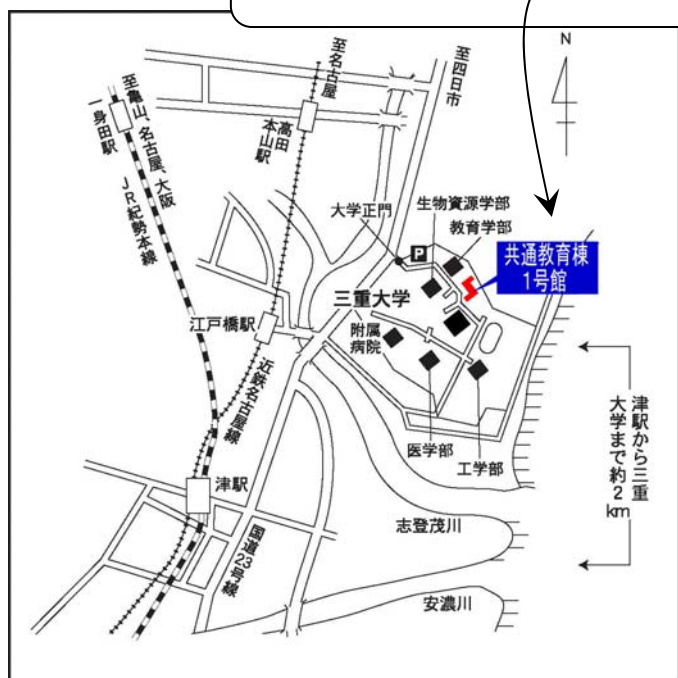 至四日市
至名古屋
N
至亀山、名古屋、大阪
一身田駅
高田
本山駅
JR紀勢本線
大学正門
生物資源学部
教育学部
P
共通教育棟
1号館
三重大学
江戸橋駅
附属
病院
近鉄名古屋線
医学部
工学部
津駅から三重
大学まで約2km
津駅
国道23号線
志登茂川
安濃川